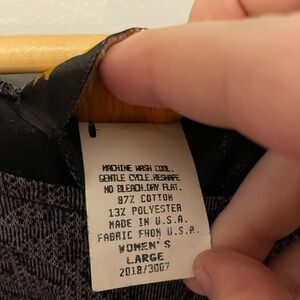 MACHINE WASH COOL.
GENTLE CYCLE.RESHAPE
NO BLEACH.DRY FLAT.
87% COTTON
13% POLYESTER
MADE IN U.S.A.
FABRIC FROM U.S.A.
WOMEN'S
LARGE
2018/3007